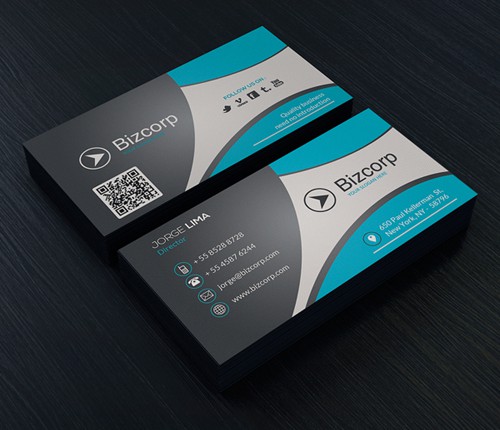 FOLLOW US ON -
Quality business
need no introduction
Bizcorp
Bizcorp
YOUR SLOGAN HERE
JORGE LIMA
Director
+ 55 8528 8728
+ 55 4587 6244
jorge@bizcorp.com
www.bizcorp.com
650 Paul Kellerman St,
New York, NY - 58796